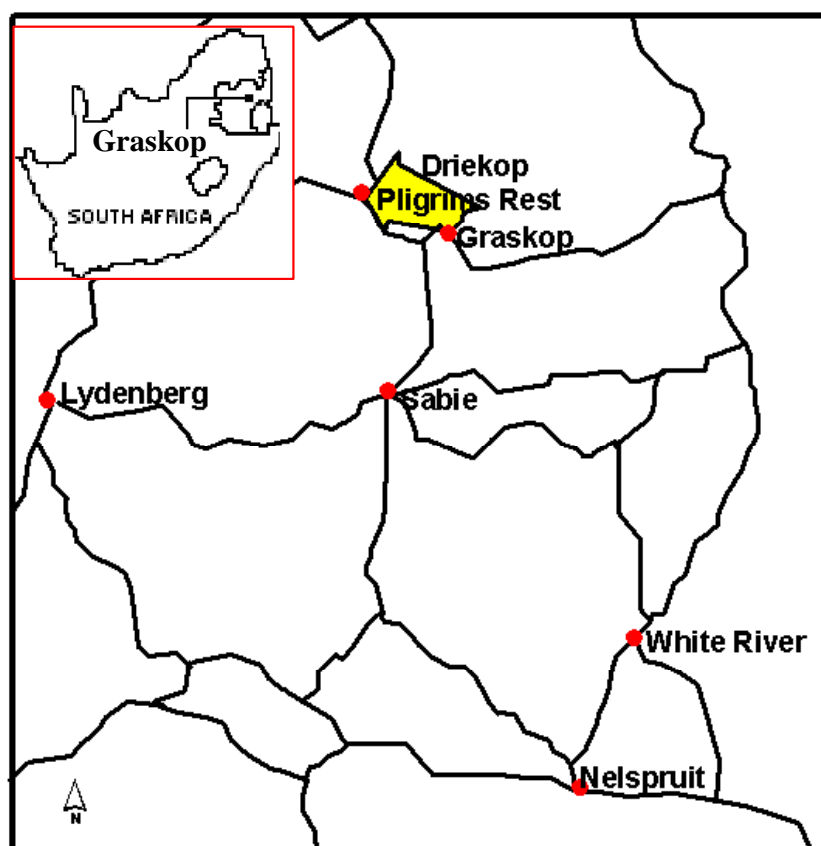 Graskop
SOUTH AFRICA
Driekop
Pligrims Rest
Graskop
Lydenberg
Sabie
White River
Nelspruit
N